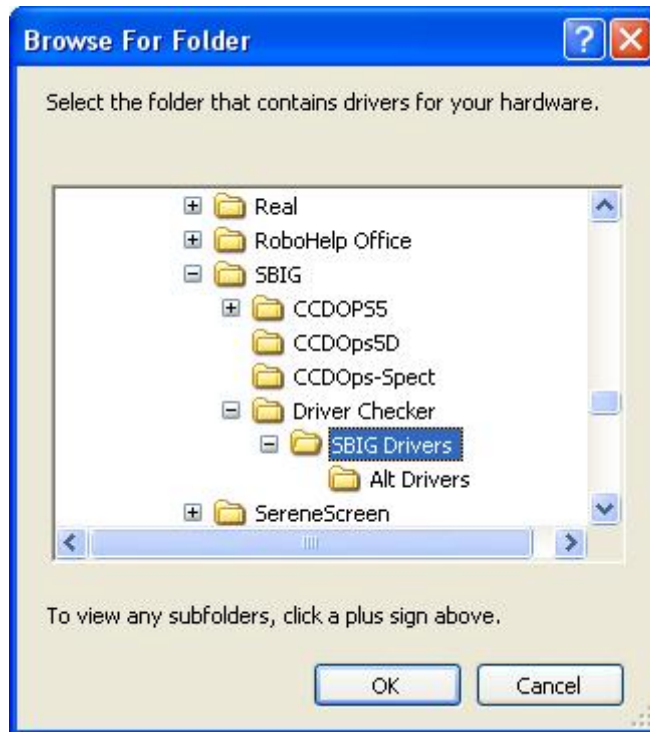 Browse For Folder
Select the folder that contains drivers for your hardware.
Real
RoboHelp Office
SBIG
CCDOPS5
CCDOps5D
CCDOps-Spect
Driver Checker
SBIG Drivers
Alt Drivers
SereneScreen
To view any subfolders, click a plus sign above.
OK Cancel